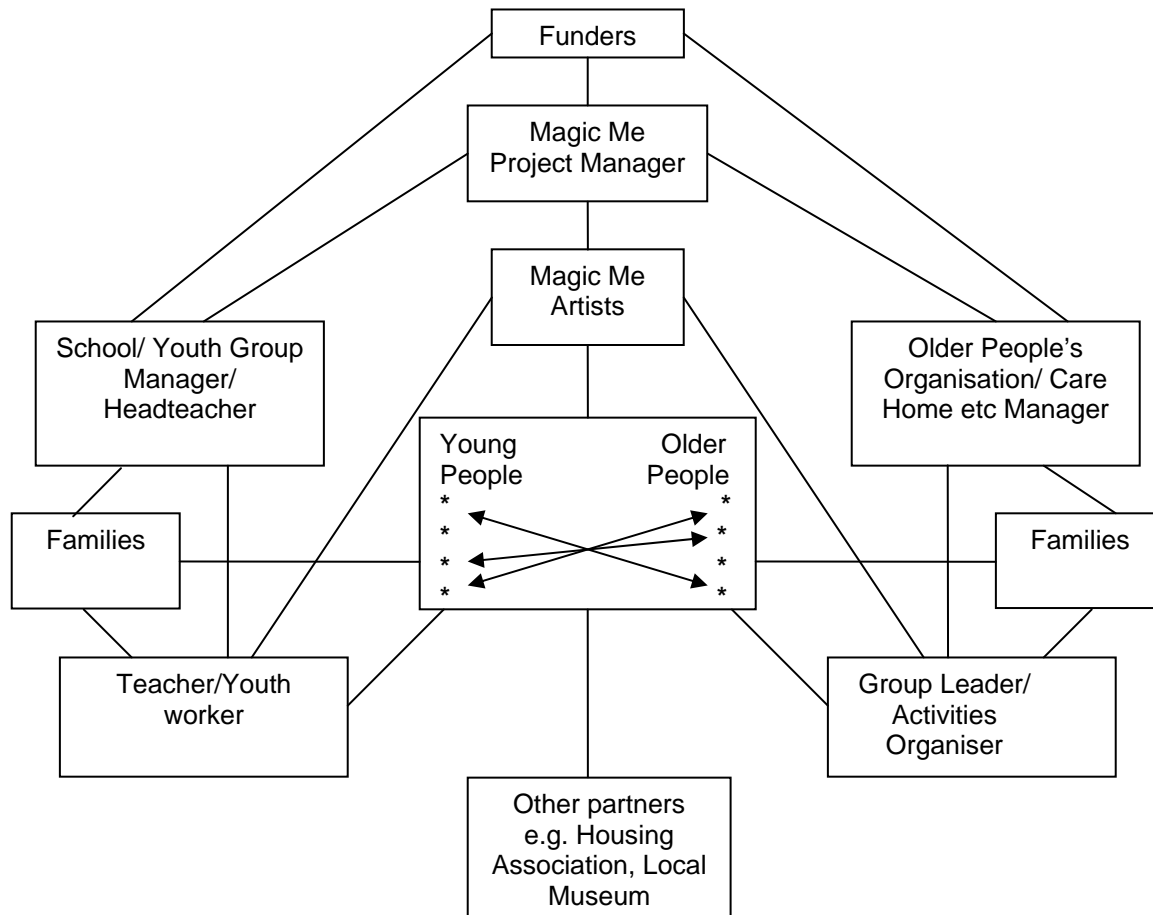 Funders
Magic Me
Project Manager
Magic Me
Artists
School/ Youth Group
Manager/
Headteacher
Older People’s
Organisation/ Care
Home etc Manager
Young
People
*
*
*
*
Older
People
*
*
*
*
Families
Families
Teacher/Youth
worker
Group Leader/
Activities
Organiser
Other partners
e.g. Housing
Association, Local
Museum